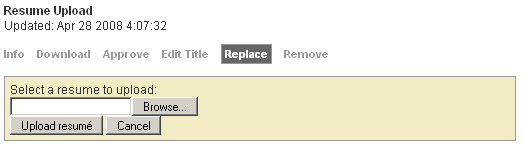 Resume Upload
Updated: Apr 28 2008 4:07:32
Info Download Approve Edit Title Replace Remove
Select a resume to upload:
Browse...
Upload resumé Cancel